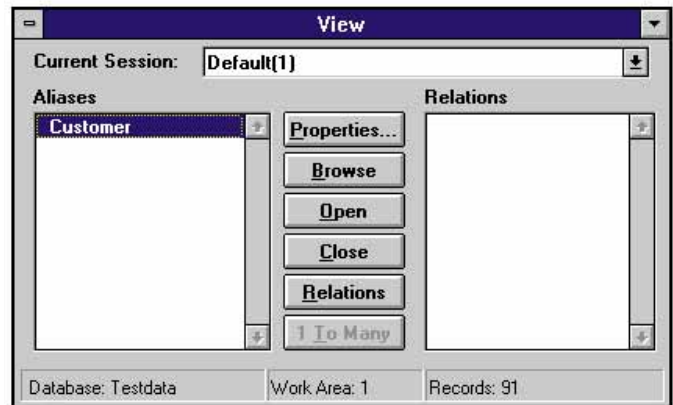 View
Current Session: Default(1)
Aliases
Relations
Customer
Properties...
Browse
Open
Close
Relations
1 To Many
Database: Testdata
Work Area: 1
Records: 91